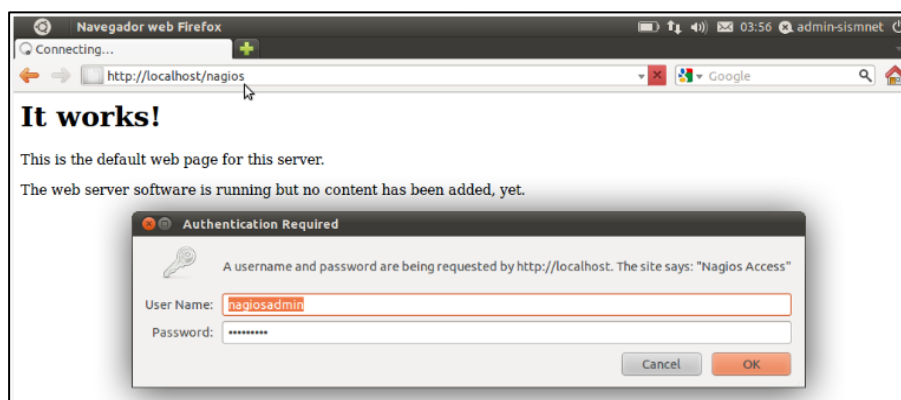 Navegador web Firefox 03:56 admin-sismnet
Connecting...
http://localhost/nagios Google
It works!
This is the default web page for this server.
The web server software is running but no content has been added, yet.
Authentication Required
A username and password are being requested by http://localhost. The site says: "Nagios Access"
User Name: nagiosadmin
Password: •••••••••
Cancel OK